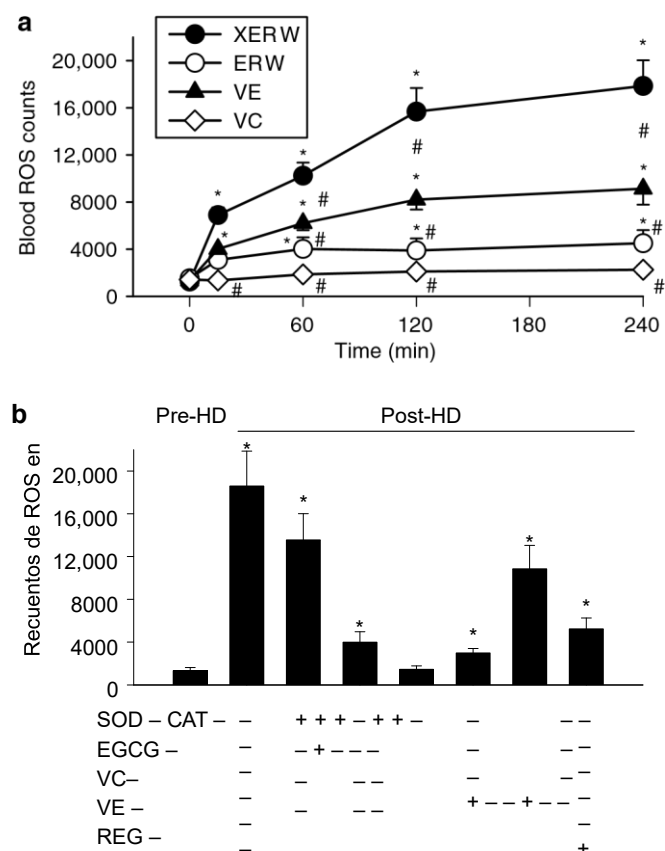 a
XERW
ERW
VE
VC
Blood ROS counts
20,000
16,000
12,000
8000
4000
0
* * * *
# # #
* * * *
* * * *
# # #
# # # #
0 60 120 180 240
Time (min)
b
Pre-HD Post-HD
Recuentos de ROS en
20,000
16,000
12,000
8000
4000
0
* * * * * *
SOD – CAT – – + + + – + + – – – –
EGCG – – – + – – – – – –
VC– – – – – – – –
VE – – – – – + – – + – – –
REG – – –
– +